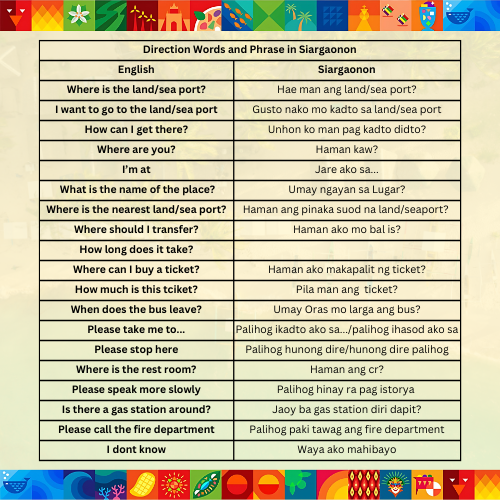 Direction Words and Phrase in Siargaonon
English Siargaonon
Where is the land/sea port? Hae man ang land/sea port?
I want to go to the land/sea port Gusto nako mo kadto sa land/sea port
How can I get there? Unhon ko man pag kadto didto?
Where are you? Haman kaw?
I'm at Jare ako sa...
What is the name of the place? Umay ngayan sa Lugar?
Where is the nearest land/sea port? Haman ang pinaka suod na land/seaport?
Where should I transfer? Haman ako mo bal is?
How long does it take?
Where can I buy a ticket? Haman ako makapalit ng ticket?
How much is this tciket? Pila man ang ticket?
When does the bus leave? Umay Oras mo larga ang bus?
Please take me to... Palihog ikadto ako sa.../palihog ihasod ako sa
Please stop here Palihog hunong dire/hunong dire palihog
Where is the rest room? Haman ang cr?
Please speak more slowly Palihog hinay ra pag istorya
Is there a gas station around? Jaoy ba gas station diri dapit?
Please call the fire department Palihog paki tawag ang fire department
I dont know Waya ako mahibayo